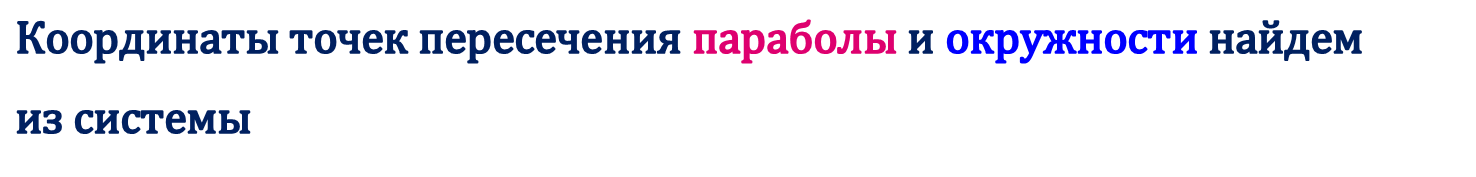 Координаты точек пересечения параболы и окружности найдем
из системы